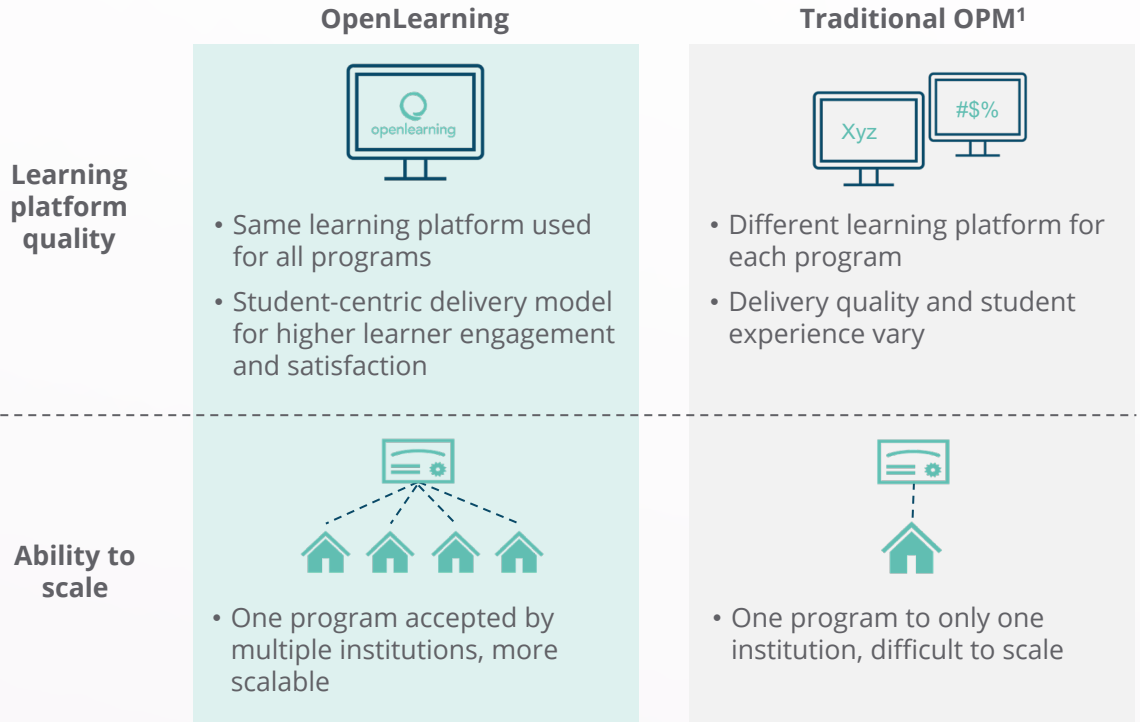 OpenLearning
Traditional OPM¹
Learning
platform
quality
openlearning
• Same learning platform used
for all programs
• Student-centric delivery model
for higher learner engagement
and satisfaction
Xyz
#$%
• Different learning platform for
each program
• Delivery quality and student
experience vary
Ability to
scale
• One program accepted by
multiple institutions, more
scalable
• One program to only one
institution, difficult to scale